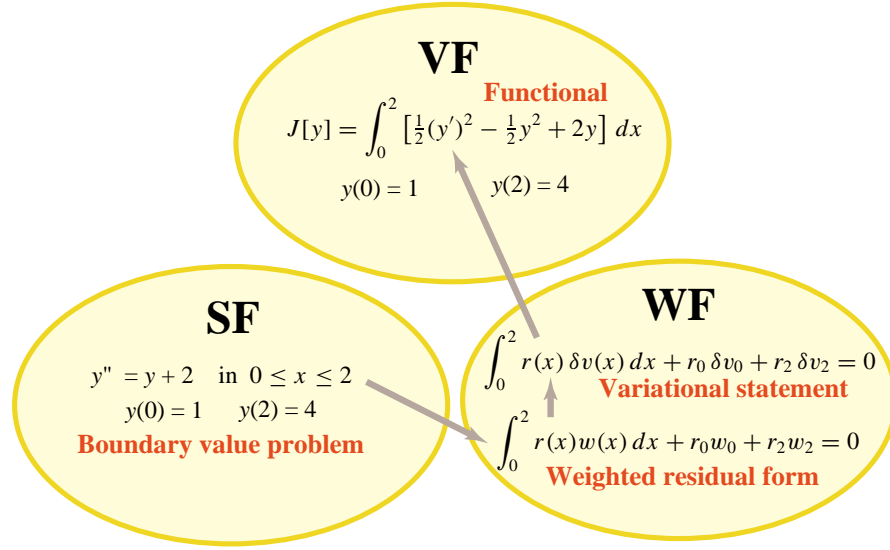 VF
Functional
J[y] = ∫₀² [½(y′)² − ½y² + 2y] dx
y(0) = 1 y(2) = 4
SF
y" = y + 2 in 0 ≤ x ≤ 2
y(0) = 1 y(2) = 4
Boundary value problem
WF
∫₀² r(x) δv(x) dx + r₀ δv₀ + r₂ δv₂ = 0
Variational statement
∫₀² r(x)w(x) dx + r₀w₀ + r₂w₂ = 0
Weighted residual form